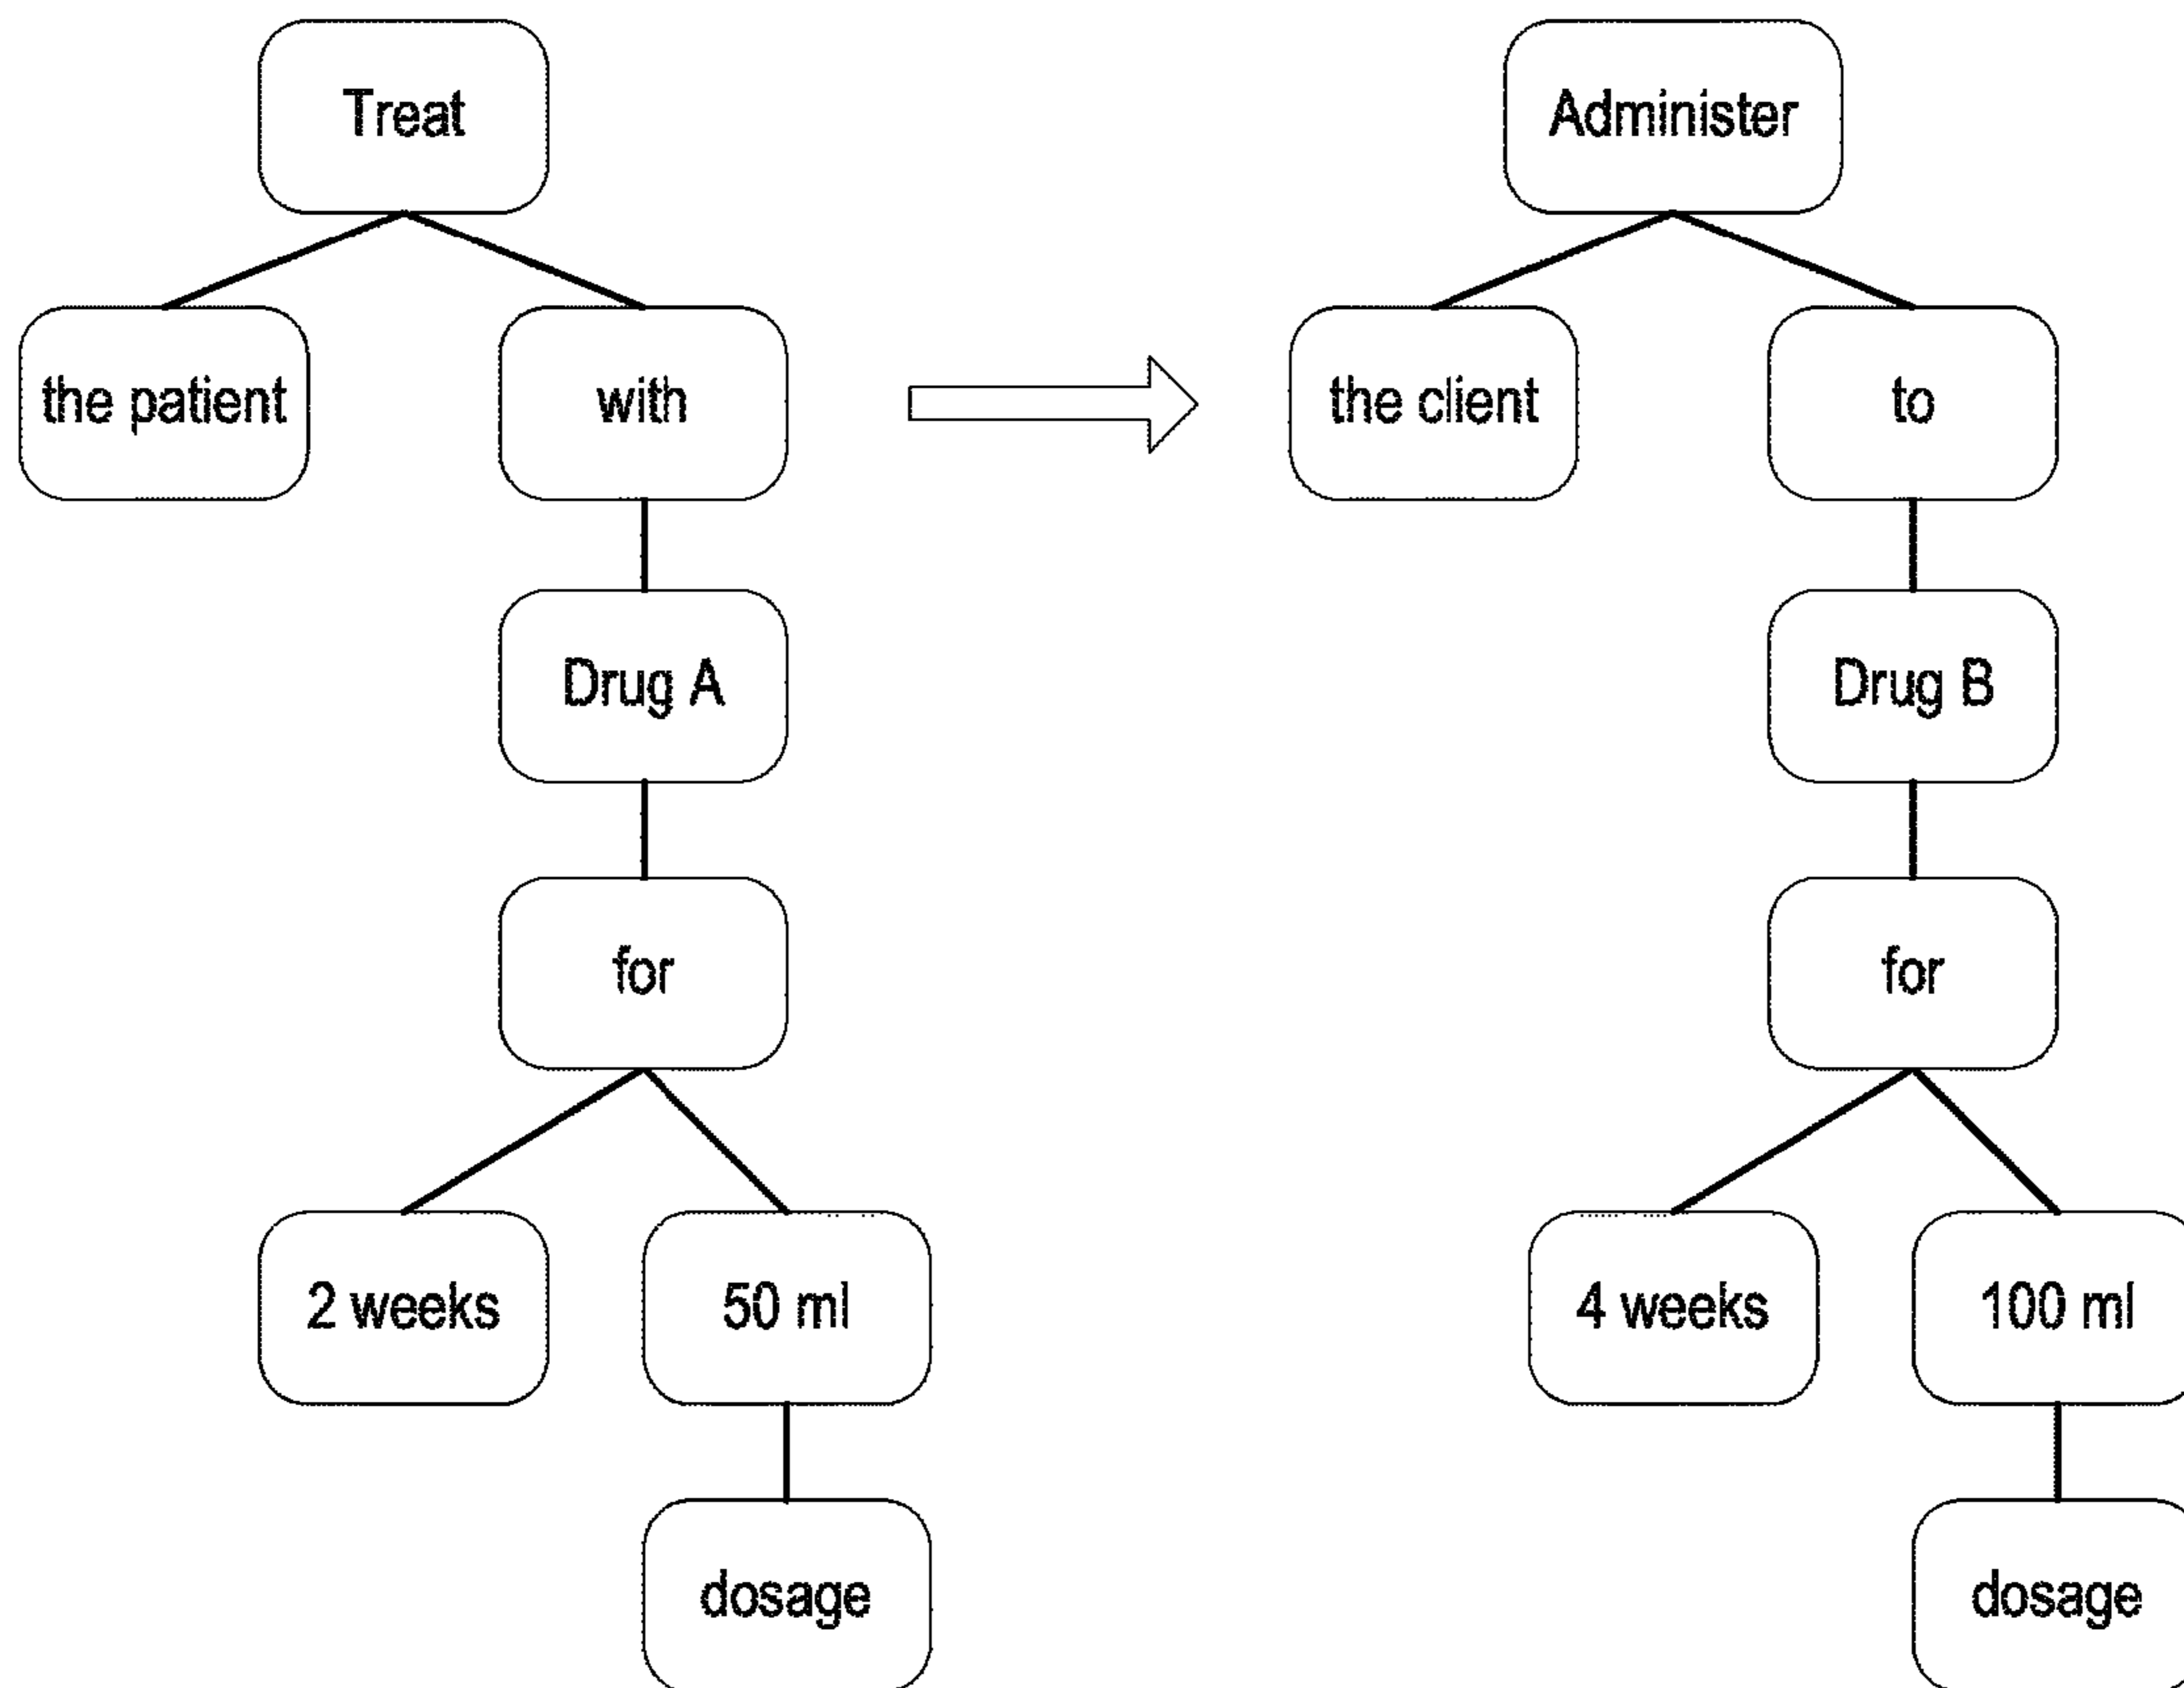 Treat
the patient
with
Drug A
for
2 weeks
50 ml
dosage
Administer
the client
to
Drug B
for
4 weeks
100 ml
dosage